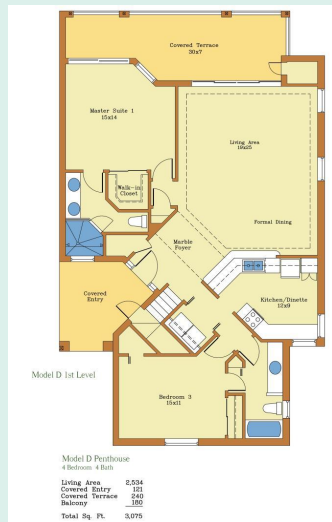 Covered Terrace
30x7
Master Suite 1
15x14
Living Area
19x25
Walk-in
Closet
Formal Dining
Marble
Foyer
Covered
Entry
Kitchen/Dinette
12x9
Model D 1st Level
Bedroom 3
15x11
Model D Penthouse
4 Bedroom 4 Bath
Living Area 2,534
Covered Entry 121
Covered Terrace 240
Balcony 180
Total Sq. Ft. 3,075